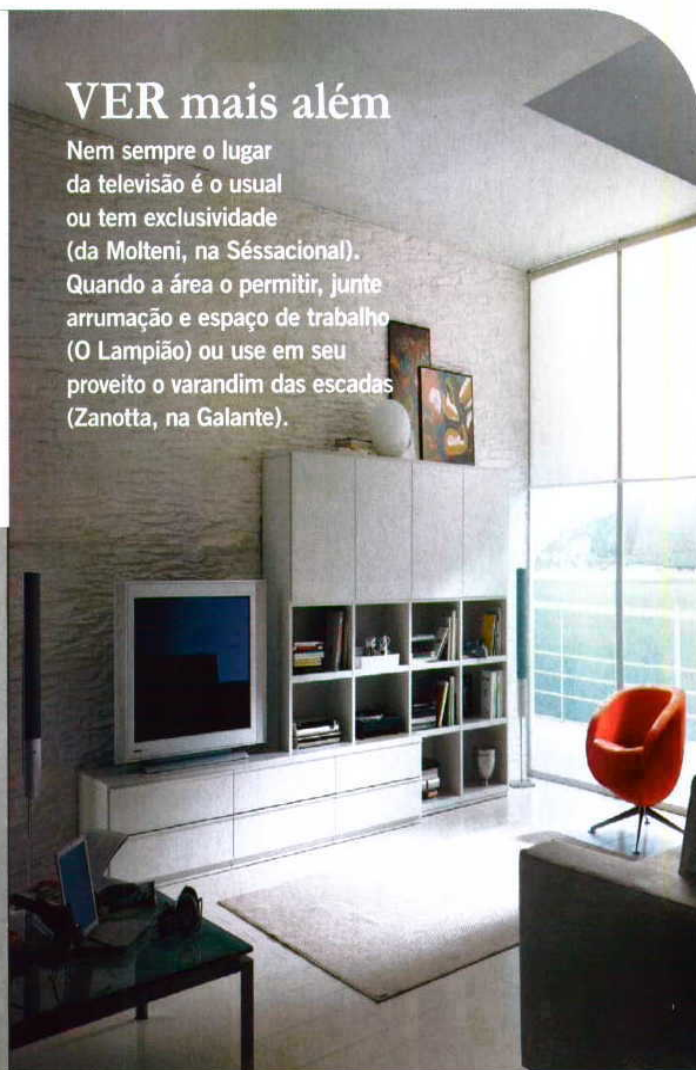 VER mais além
Nem sempre o lugar
da televisão é o usual
ou tem exclusividade
(da Molteni, na Séssacional).
Quando a área o permitir, junte
arrumação e espaço de trabalho
(O Lampião) ou use em seu
proveito o varandim das escadas
(Zanotta, na Galante).